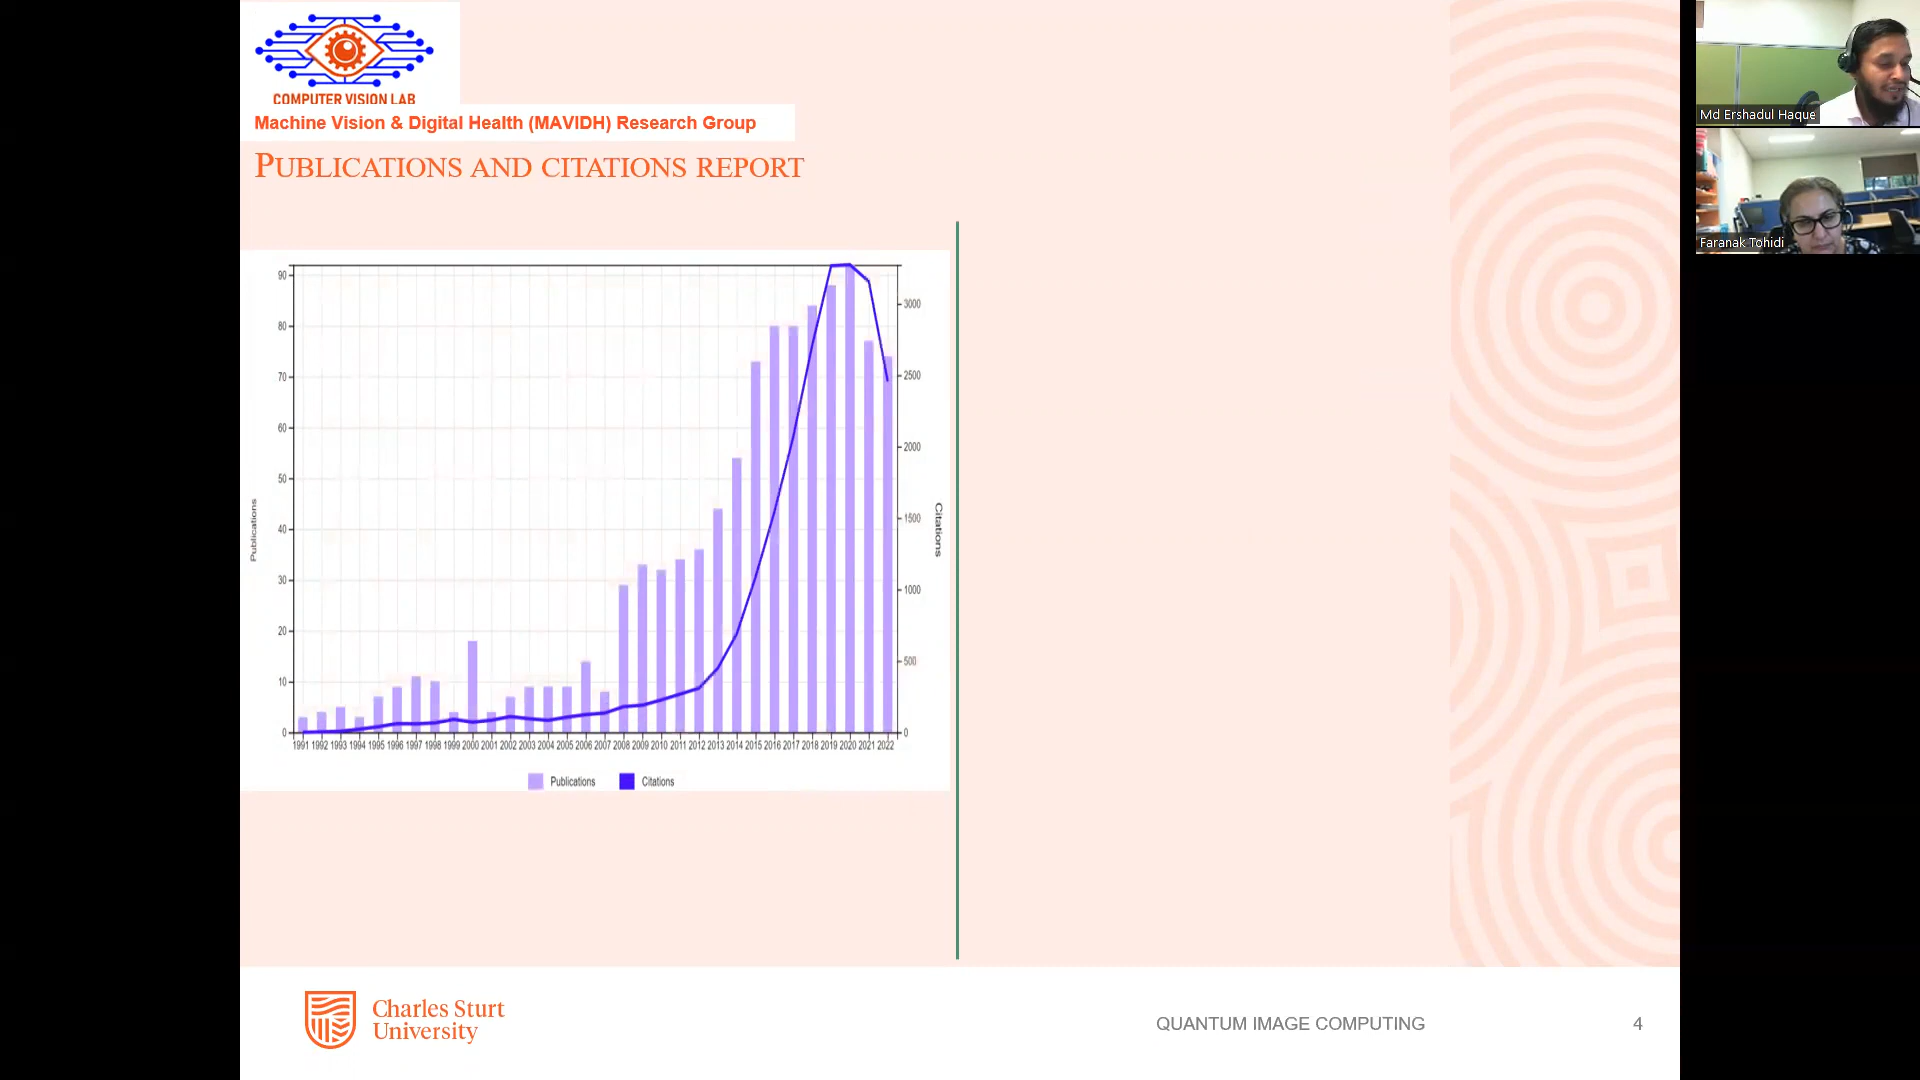 COMPUTER VISION LAB
Machine Vision & Digital Health (MAVIDH) Research Group
PUBLICATIONS AND CITATIONS REPORT
Md Ershadul Haque
Faranak Tohidi
90
80
70
60
50
40
30
20
10
0
Publications
3000
2500
2000
1500
1000
500
0
Citations
1991 1992 1993 1994 1995 1996 1997 1998 1999 2000 2001 2002 2003 2004 2005 2006 2007 2008 2009 2010 2011 2012 2013 2014 2015 2016 2017 2018 2019 2020 2021 2022
Publications Citations
Charles Sturt
University
QUANTUM IMAGE COMPUTING 4